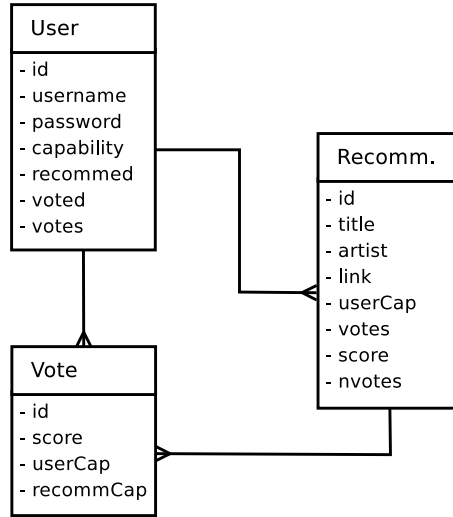 User
- id
- username
- password
- capability
- recommed
- voted
- votes
Recomm.
- id
- title
- artist
- link
- userCap
- votes
- score
- nvotes
Vote
- id
- score
- userCap
- recommCap